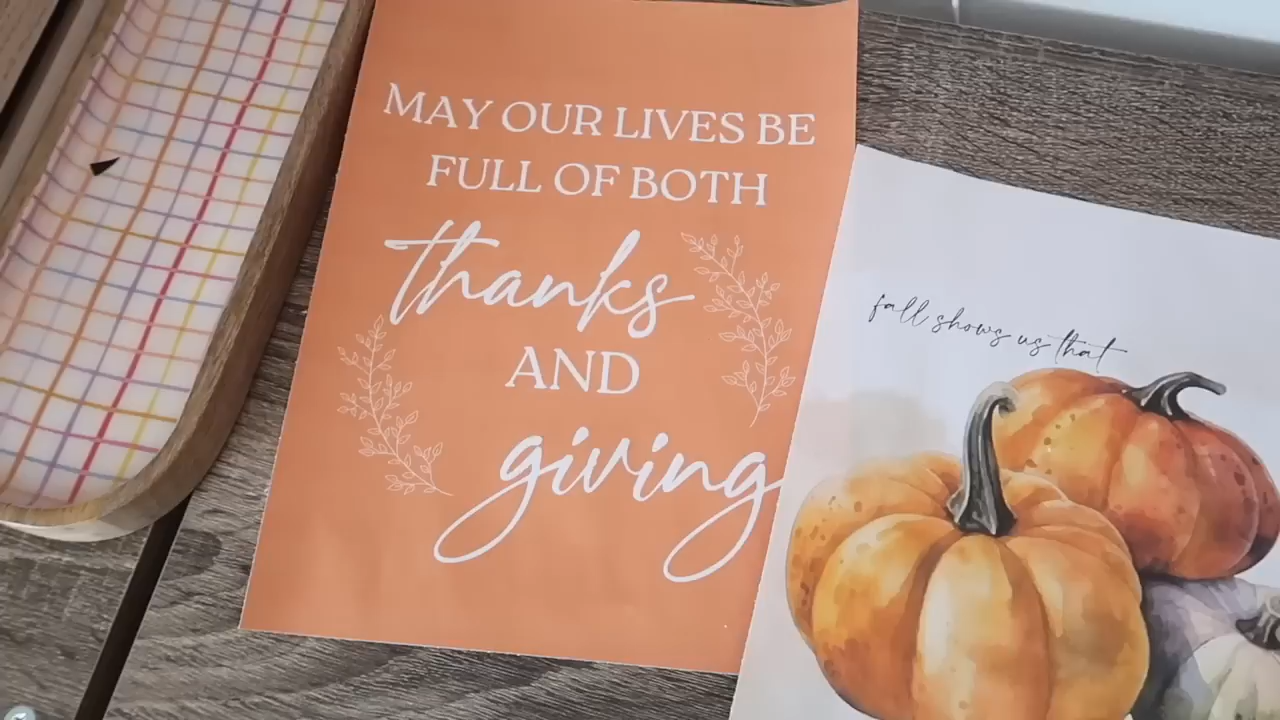 MAY OUR LIVES BE
FULL OF BOTH
thanks
AND
giving
fall shows us that